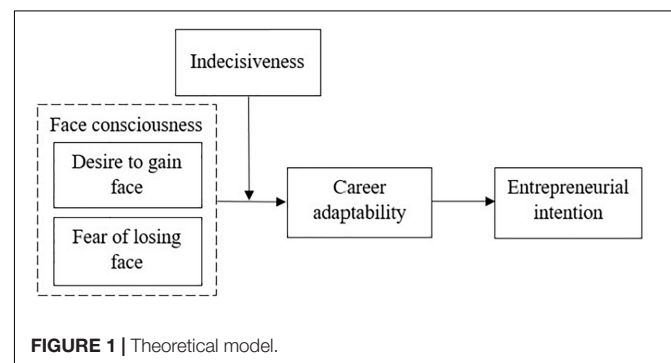 Indecisiveness
Face consciousness
Desire to gain
face
Fear of losing
face
Career
adaptability
Entrepreneurial
intention
FIGURE 1 | Theoretical model.